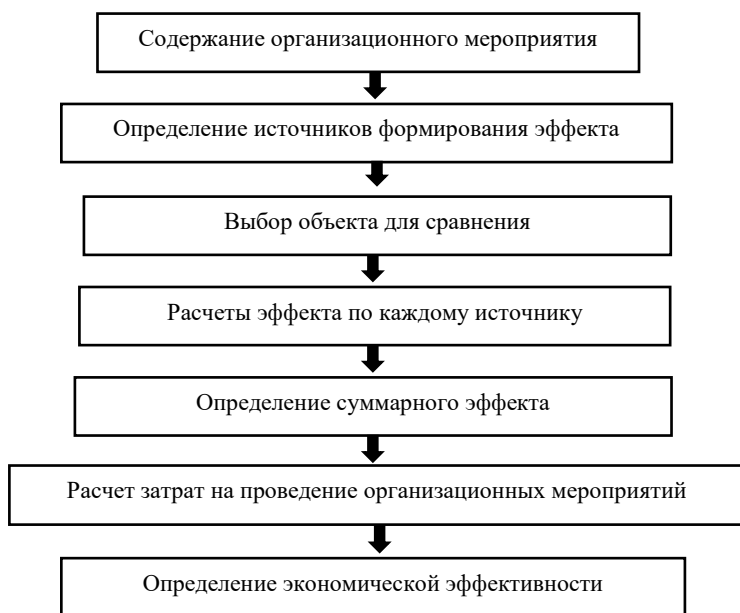 Содержание организационного мероприятия
Определение источников формирования эффекта
Выбор объекта для сравнения
Расчеты эффекта по каждому источнику
Определение суммарного эффекта
Расчет затрат на проведение организационных мероприятий
Определение экономической эффективности